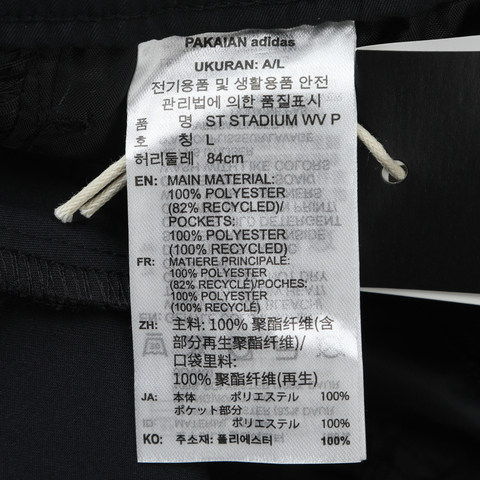 PAKAIAN adidas
UKURAN: A/L
전기용품 및 생활용품 안전
관리법에 의한 품질표시
품 명 ST STADIUM WV P
호 칭 L
허리둘레 84cm
EN: MAIN MATERIAL:
100% POLYESTER
(82% RECYCLED)/
POCKETS:
100% POLYESTER
(100% RECYCLED)
FR: MATIERE PRINCIPALE:
100% POLYESTER
(82% RECYCLÉ)/POCHES:
100% POLYESTER
(100% RECYCLÉ)
ZH: 主料: 100% 聚酯纤维(含
部分再生聚酯纤维)/
口袋里料:
100% 聚酯纤维(再生)
JA: 本体 ポリエステル 100%
ポケット部分
ポリエステル 100%
KO: 주소재: 폴리에스터 100%